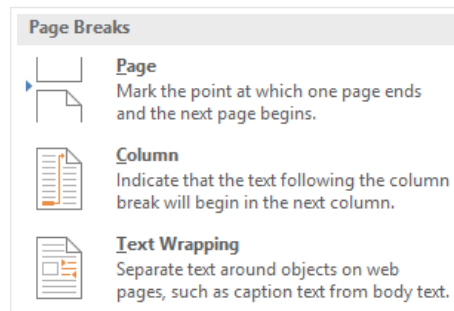 Page Breaks
Page
Mark the point at which one page ends
and the next page begins.
Column
Indicate that the text following the column
break will begin in the next column.
Text Wrapping
Separate text around objects on web
pages, such as caption text from body text.